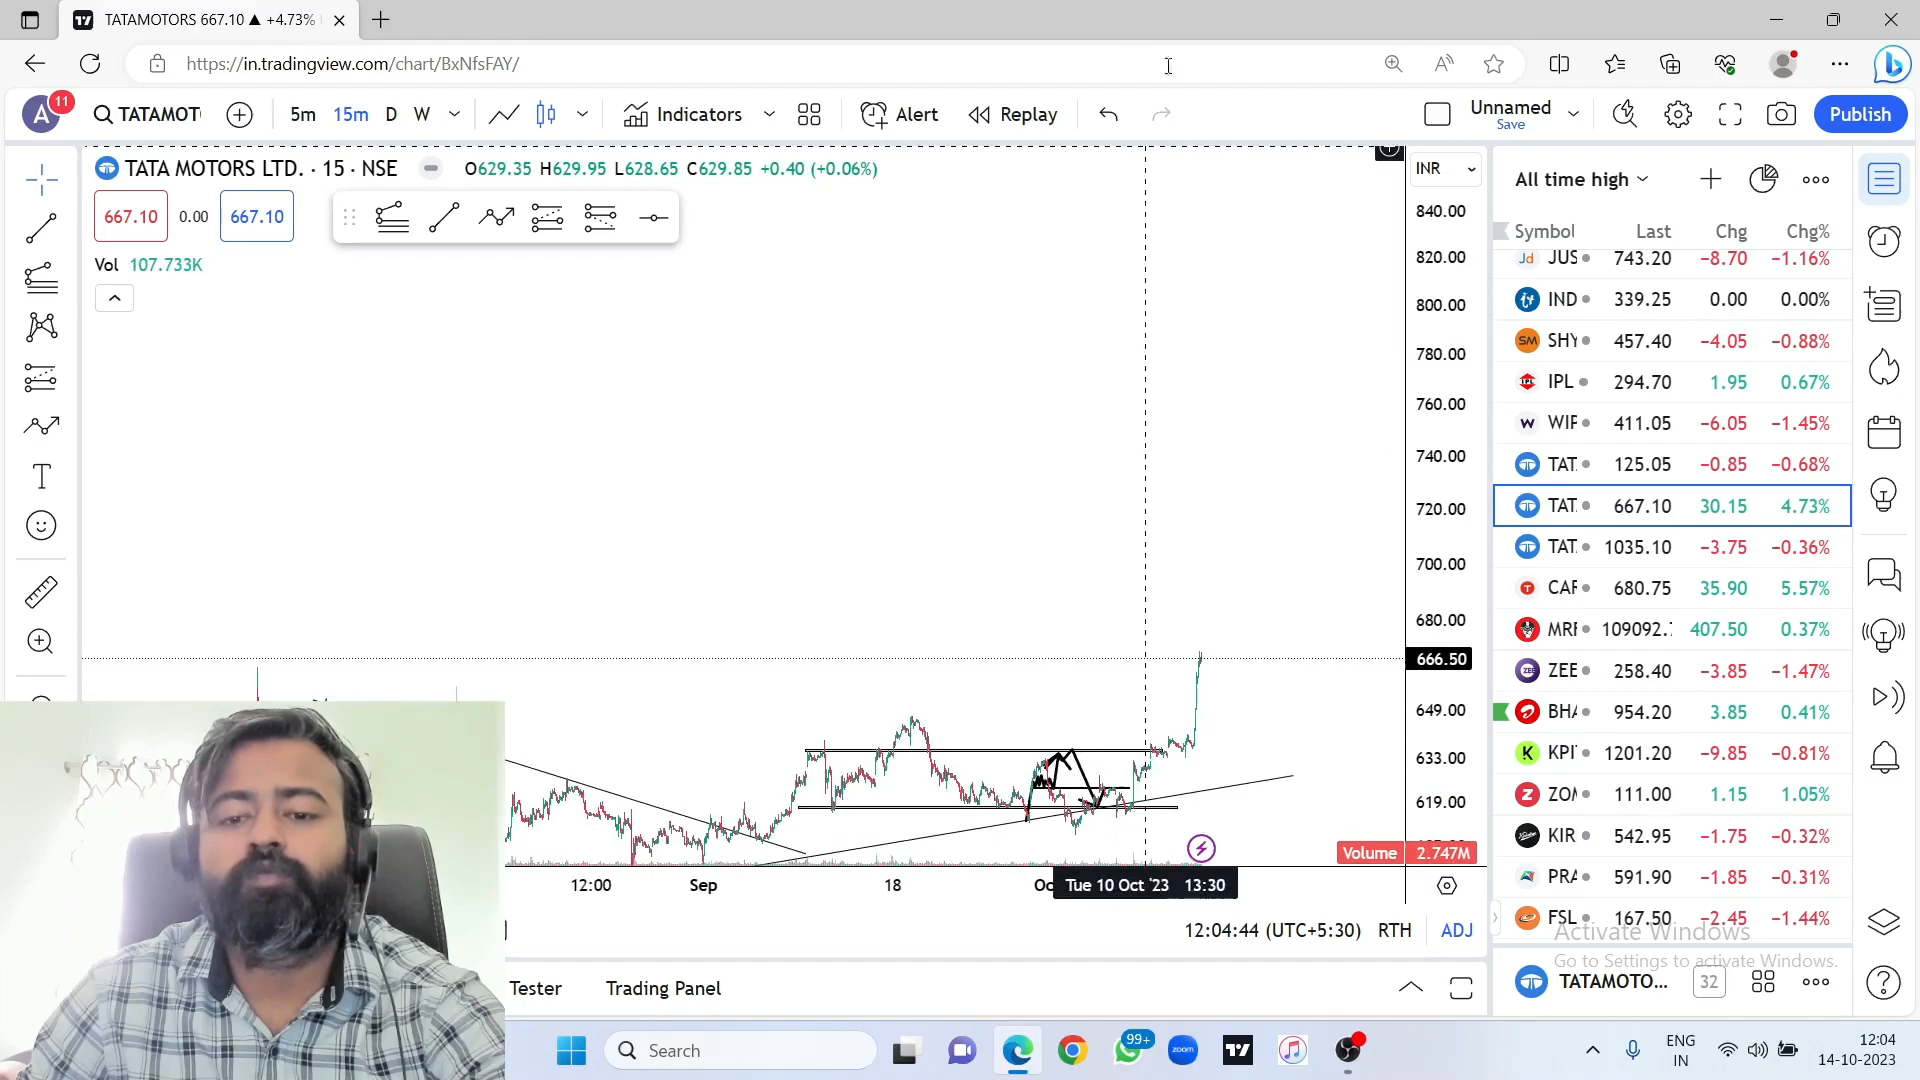 TATAMOTORS 667.10 ▲ +4.73%
https://in.tradingview.com/chart/BxNfsFAY/
A 11 TATAMOT 5m 15m D W Indicators Alert Replay Unnamed Save Publish
TATA MOTORS LTD. · 15 · NSE O629.35 H629.95 L628.65 C629.85 +0.40 (+0.06%)
667.10 0.00 667.10
Vol 107.733K
INR
840.00
820.00
800.00
780.00
760.00
740.00
720.00
700.00
680.00
666.50
649.00
633.00
619.00
Volume 2.747M
12:00 Sep 18 Oc Tue 10 Oct '23 13:30
12:04:44 (UTC+5:30) RTH ADJ
Tester Trading Panel
All time high
Symbol Last Chg Chg%
Jd JUS 743.20 −8.70 −1.16%
IND 339.25 0.00 0.00%
SM SHY 457.40 −4.05 −0.88%
IPL IPL 294.70 1.95 0.67%
W WIF 411.05 −6.05 −1.45%
TAT. 125.05 −0.85 −0.68%
TAT. 667.10 30.15 4.73%
TAT. 1035.10 −3.75 −0.36%
T CAF 680.75 35.90 5.57%
MRF 109092. 407.50 0.37%
ZEE ZEE 258.40 −3.85 −1.47%
BHA 954.20 3.85 0.41%
K KPI 1201.20 −9.85 −0.81%
Z ZON 111.00 1.15 1.05%
KIR 542.95 −1.75 −0.32%
PRA 591.90 −1.85 −0.31%
FSL 167.50 −2.45 −1.44%
Activate Windows
Go to Settings to activate Windows.
TATAMOTO... 32
Search
99+
zoom
ENG
IN
12:04
14-10-2023